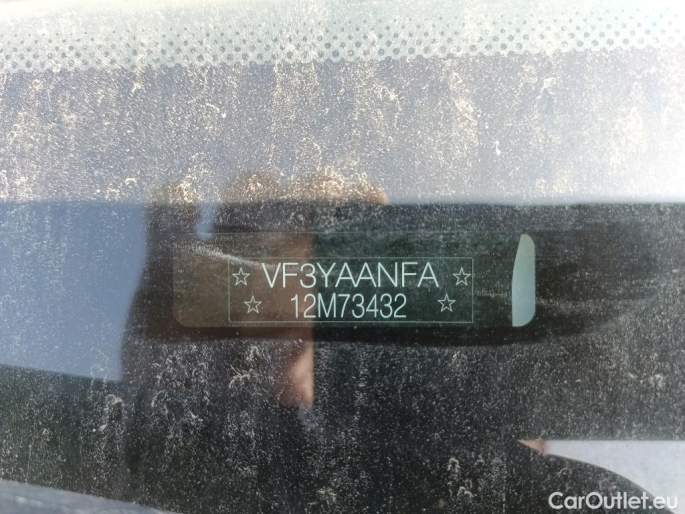 ☆ VF3YAANFA ☆
☆ 12M73432 ☆
CarOutlet.eu